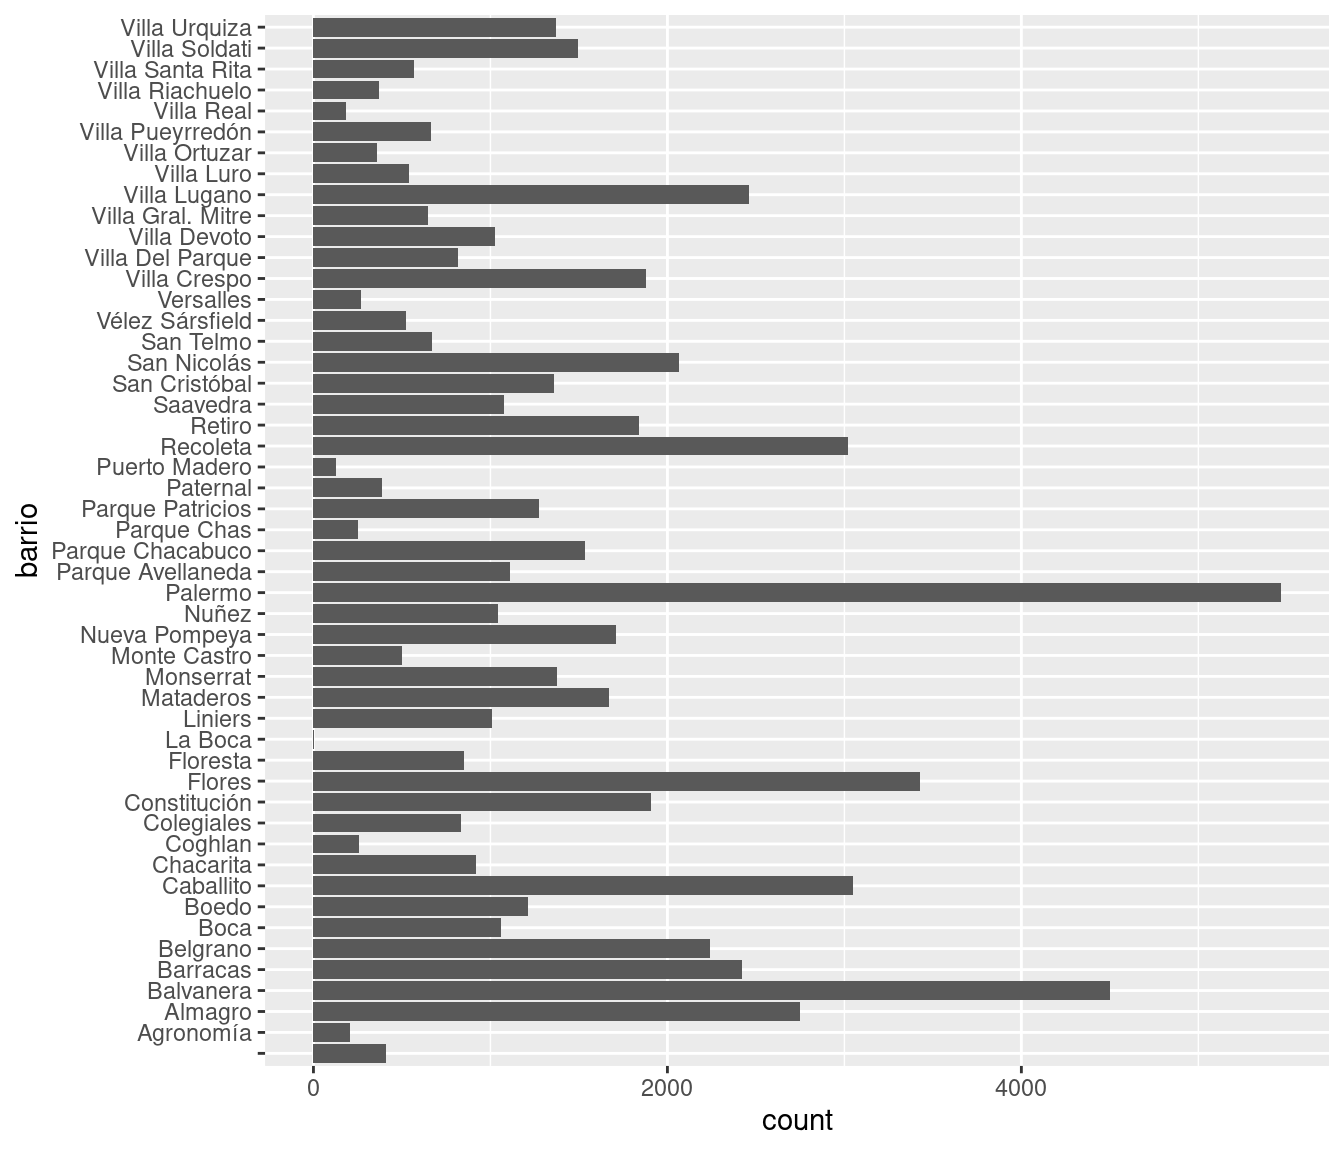 Villa Urquiza
Villa Soldati
Villa Santa Rita
Villa Riachuelo
Villa Real
Villa Pueyrredón
Villa Ortuzar
Villa Luro
Villa Lugano
Villa Gral. Mitre
Villa Devoto
Villa Del Parque
Villa Crespo
Versalles
Vélez Sársfield
San Telmo
San Nicolás
San Cristóbal
Saavedra
Retiro
Recoleta
Puerto Madero
Paternal
Parque Patricios
Parque Chas
Parque Chacabuco
Parque Avellaneda
Palermo
Nuñez
Nueva Pompeya
Monte Castro
Monserrat
Mataderos
Liniers
La Boca
Floresta
Flores
Constitución
Colegiales
Coghlan
Chacarita
Caballito
Boedo
Boca
Belgrano
Barracas
Balvanera
Almagro
Agronomía
barrio
0 2000 4000
count